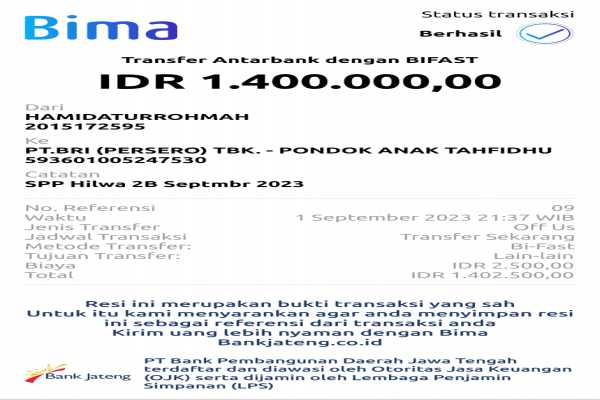 Bima
Status transaksi
Berhasil
Transfer Antarbank dengan BIFAST
IDR 1.400.000,00
Dari
HAMIDATURROHMAH
2015172595
Ke
PT.BRI (PERSERO) TBK. - PONDOK ANAK TAHFIDHU
593601005247530
Catatan
SPP Hilwa 2B Septmbr 2023
No. Referensi 09
Waktu 1 September 2023 21:37 WIB
Jenis Transfer Off Us
Jadwal Transaksi Transfer Sekarang
Metode Transfer: Bi-Fast
Tujuan Transfer: Lain-lain
Biaya IDR 2.500,00
Total IDR 1.402.500,00
Resi ini merupakan bukti transaksi yang sah
Untuk itu kami menyarankan agar anda menyimpan resi
ini sebagai referensi dari transaksi anda
Kirim uang lebih nyaman dengan Bima
Bankjateng.co.id
Bank Jateng
PT Bank Pembangunan Daerah Jawa Tengah
terdaftar dan diawasi oleh Otoritas Jasa Keuangan
(OJK) serta dijamin oleh Lembaga Penjamin
Simpanan (LPS)